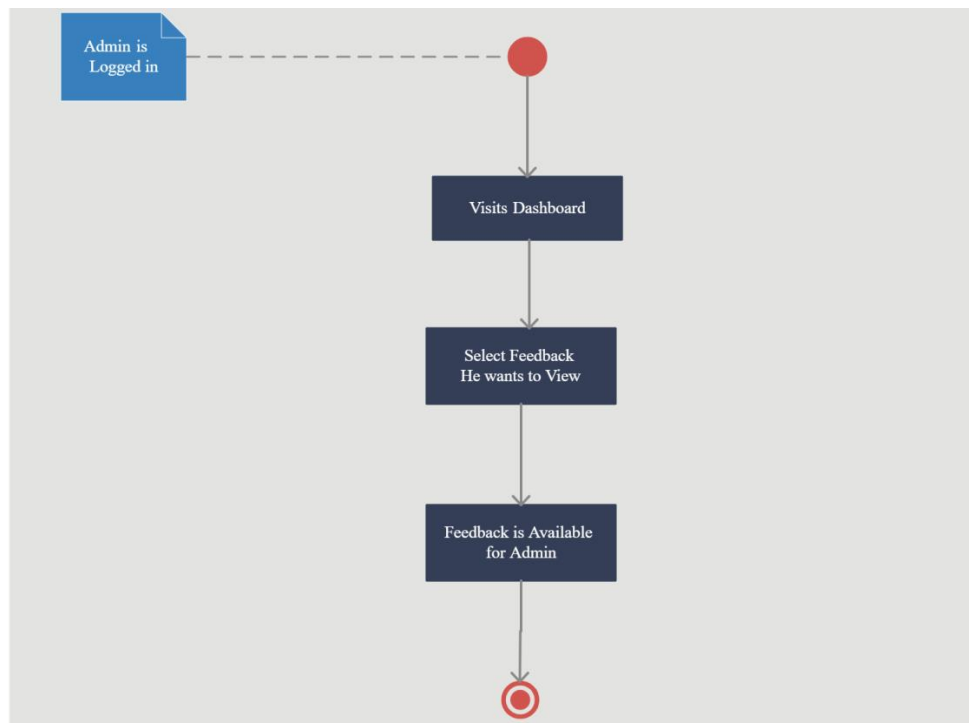 Admin is
Logged in
Visits Dashboard
Select Feedback
He wants to View
Feedback is Available
for Admin